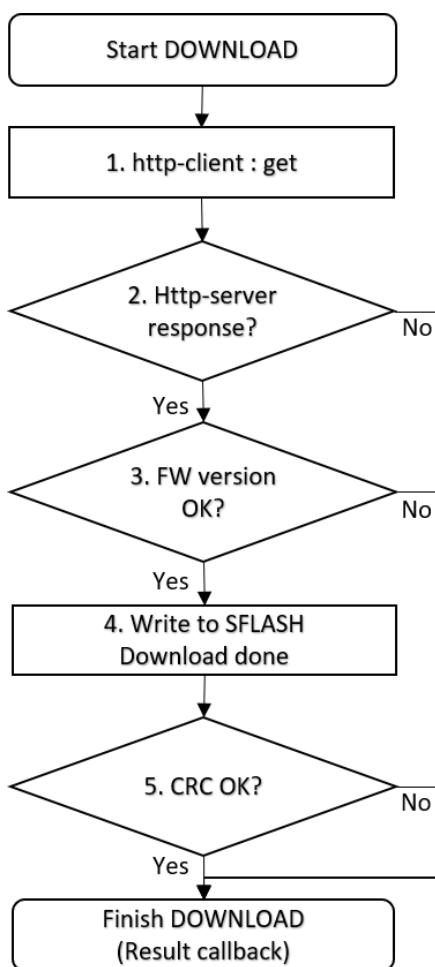 Start DOWNLOAD
1. http-client : get
2. Http-server
response?
No
Yes
3. FW version
OK?
No
Yes
4. Write to SFLASH
Download done
5. CRC OK?
No
Yes
Finish DOWNLOAD
(Result callback)